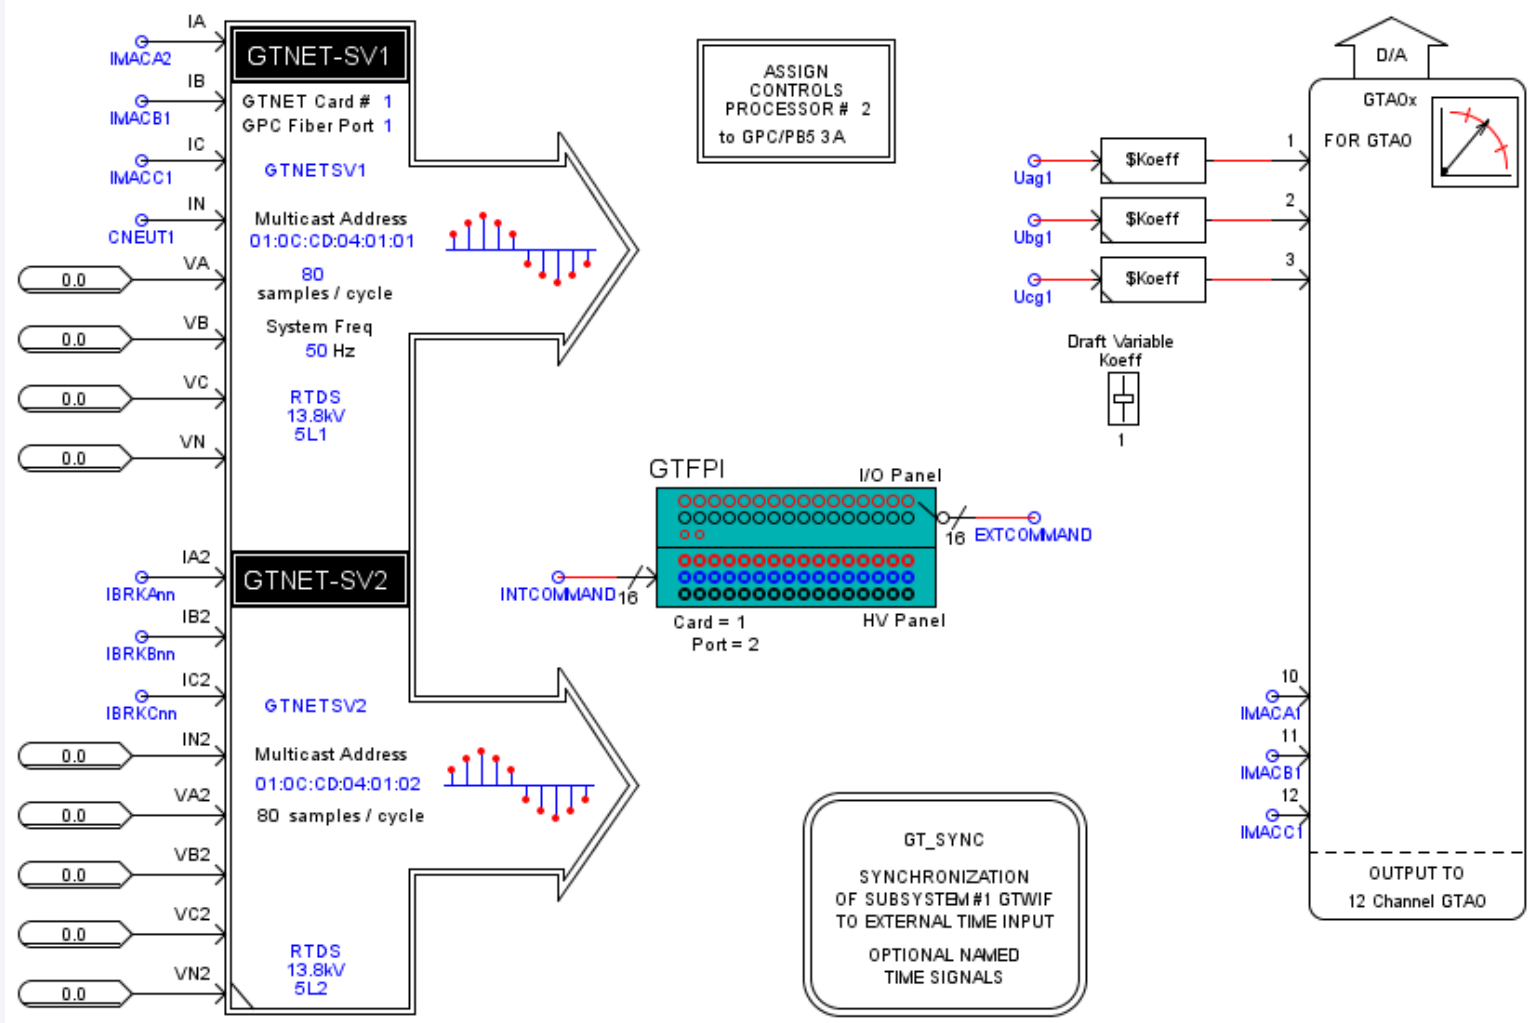 IA
IMACA2
IB
IMACB1
IC
IMACC1
IN
CNEUT1
VA
0.0
VB
0.0
VC
0.0
VN
0.0
GTNET-SV1
GTNET Card # 1
GPC Fiber Port 1
GTNETSV1
Multicast Address
01:0C:CD:04:01:01
80
samples / cycle
System Freq
50 Hz
RTDS
13.8kV
5L1
IA2
IBRKAnn
IB2
IBRKBnn
IC2
IBRKCnn
IN2
0.0
VA2
0.0
VB2
0.0
VC2
0.0
VN2
0.0
GTNET-SV2
GTNETSV2
Multicast Address
01:0C:CD:04:01:02
80 samples / cycle
RTDS
13.8kV
5L2
ASSIGN
CONTROLS
PROCESSOR # 2
to GPC/PB5 3A
GTFPI
I/O Panel
16
EXTCOMMAND
INTCOMMAND
16
Card = 1
Port = 2
HV Panel
GT_SYNC
SYNCHRONIZATION
OF SUBSYSTEM #1 GTWIF
TO EXTERNAL TIME INPUT
OPTIONAL NAMED
TIME SIGNALS
Uag1
$Koeff
1
Ubg1
$Koeff
2
Ucg1
$Koeff
3
Draft Variable
Koeff
1
D/A
GTAOx
FOR GTAO
10
IMACA1
11
IMACB1
12
IMACC1
OUTPUT TO
12 Channel GTAO